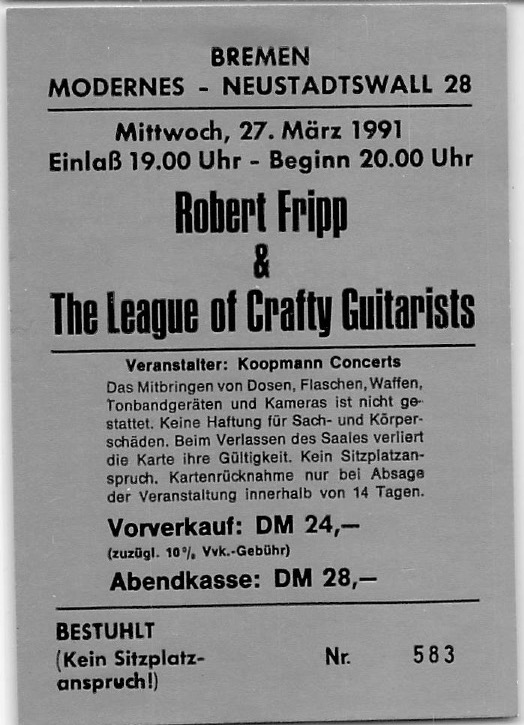 BREMEN
MODERNES - NEUSTADTSWALL 28
Mittwoch, 27. März 1991
Einlaß 19.00 Uhr - Beginn 20.00 Uhr
Robert Fripp
&
The League of Crafty Guitarists
Veranstalter: Koopmann Concerts
Das Mitbringen von Dosen, Flaschen, Waffen,
Tonbandgeräten und Kameras ist nicht ge-
stattet. Keine Haftung für Sach- und Körper-
schäden. Beim Verlassen des Saales verliert
die Karte ihre Gültigkeit. Kein Sitzplatzan-
spruch. Kartenrücknahme nur bei Absage
der Veranstaltung innerhalb von 14 Tagen.
Vorverkauf: DM 24,—
(zuzügl. 10% Vvk.-Gebühr)
Abendkasse: DM 28,—
BESTUHLT
(Kein Sitzplatz-
anspruch!)
Nr. 583